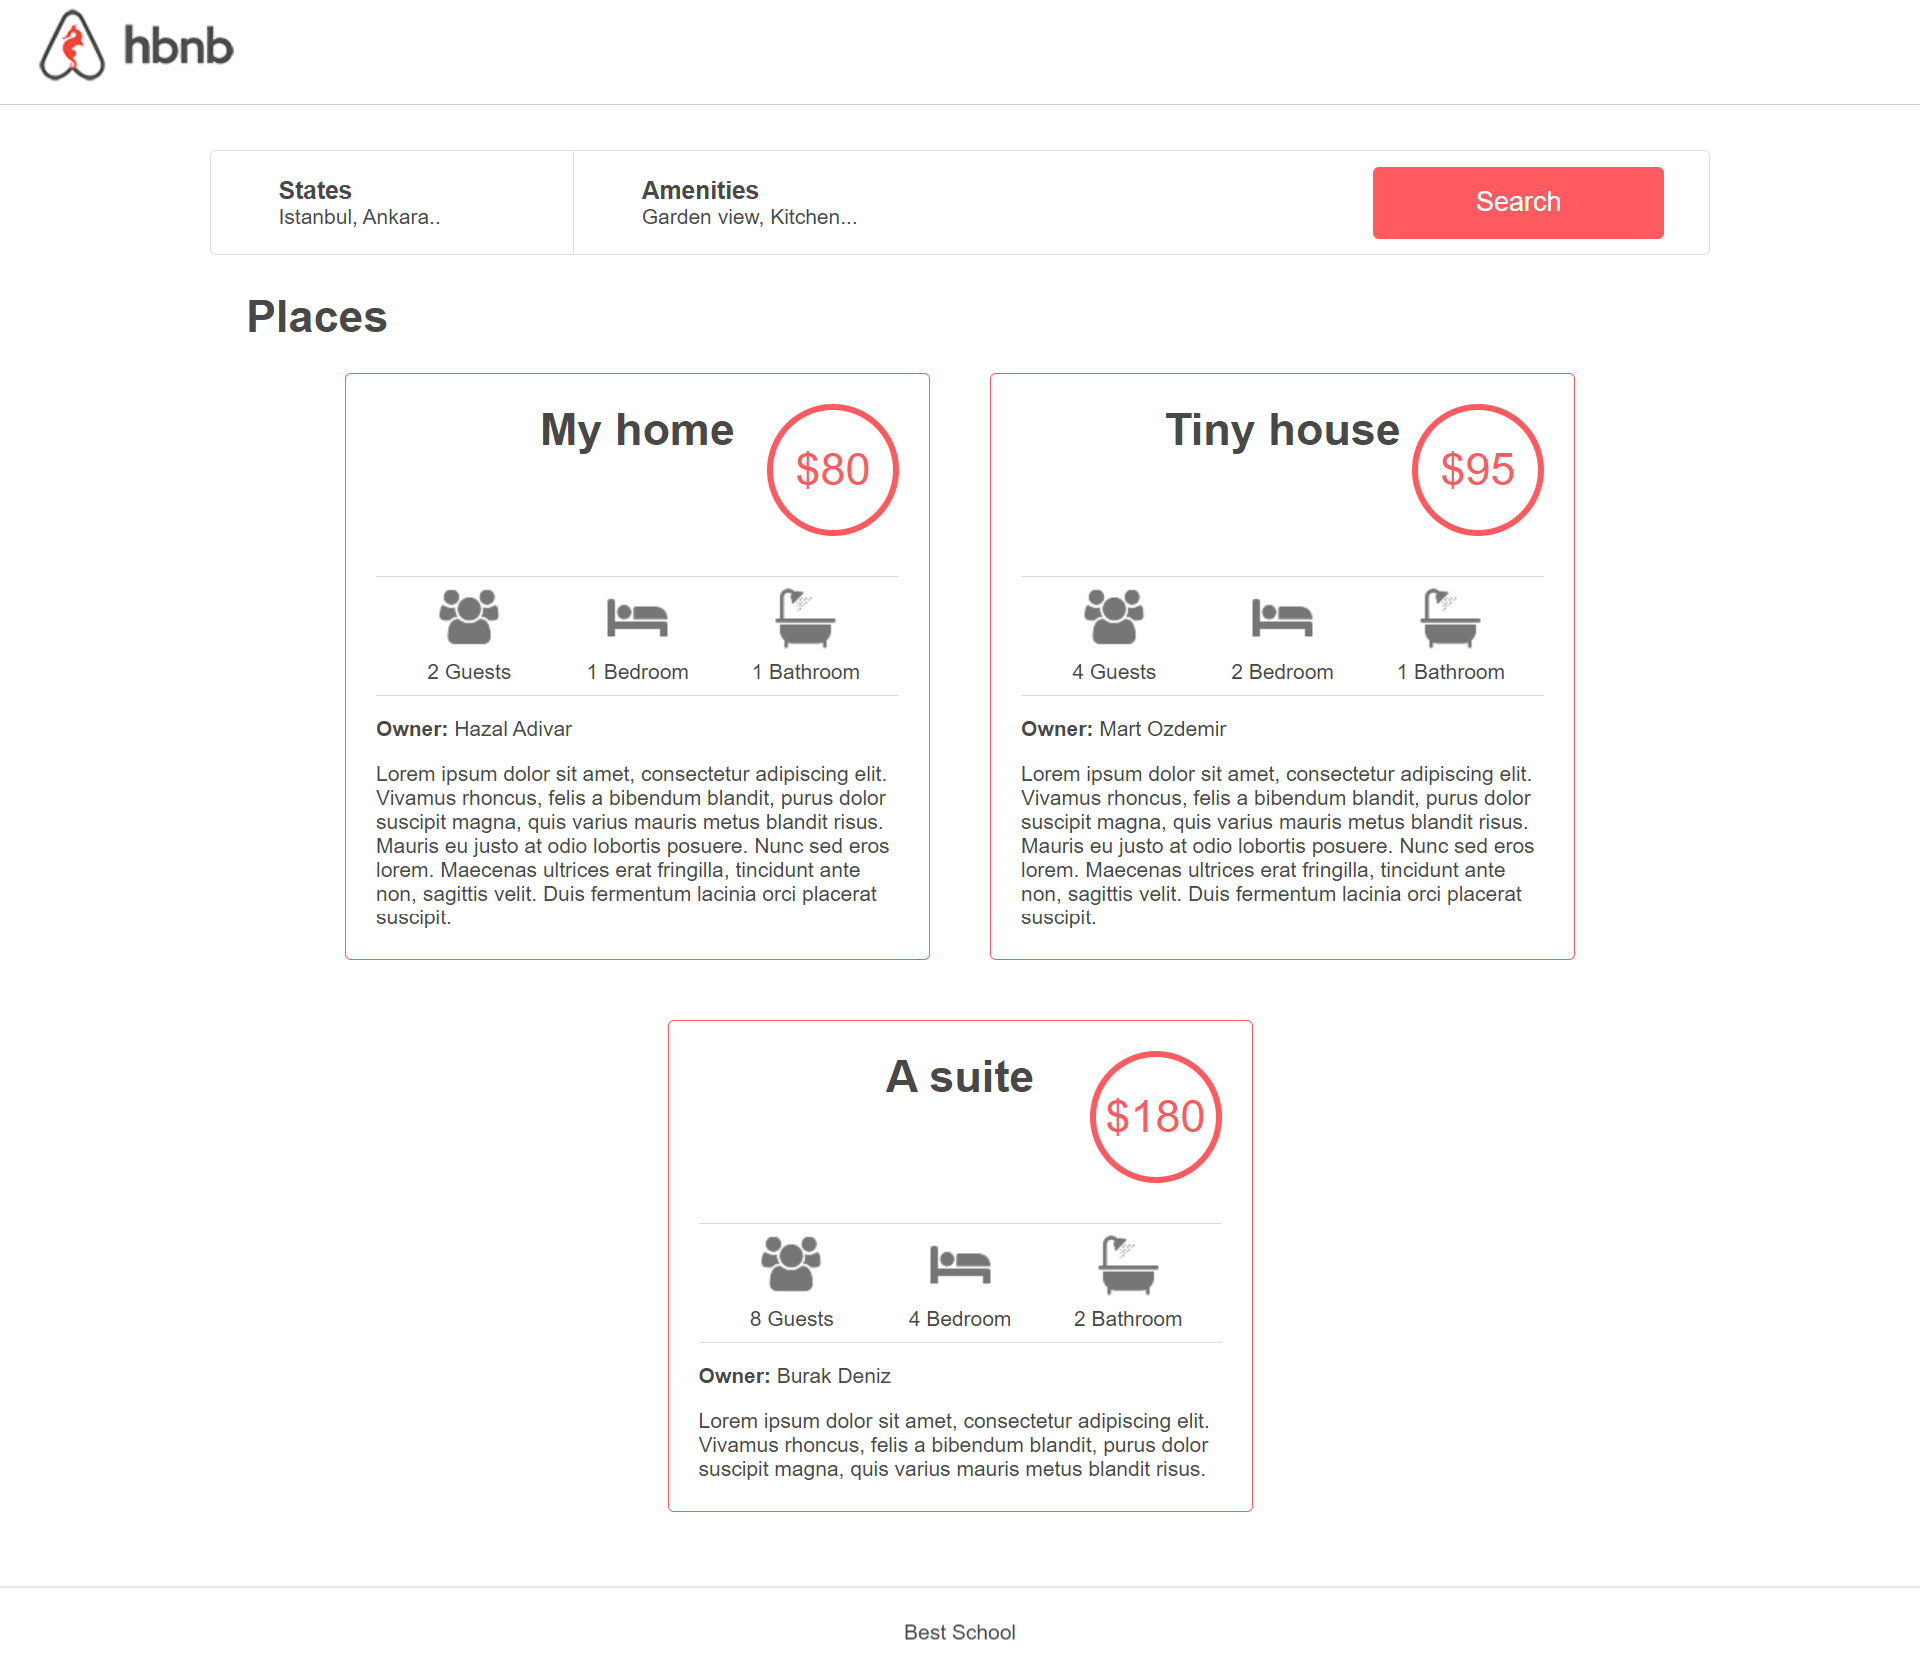 hbnb
States
Istanbul, Ankara..
Amenities
Garden view, Kitchen...
Search
Places
My home
$80
2 Guests
1 Bedroom
1 Bathroom
Owner: Hazal Adivar
Lorem ipsum dolor sit amet, consectetur adipiscing elit.
Vivamus rhoncus, felis a bibendum blandit, purus dolor
suscipit magna, quis varius mauris metus blandit risus.
Mauris eu justo at odio lobortis posuere. Nunc sed eros
lorem. Maecenas ultrices erat fringilla, tincidunt ante
non, sagittis velit. Duis fermentum lacinia orci placerat
suscipit.
Tiny house
$95
4 Guests
2 Bedroom
1 Bathroom
Owner: Mart Ozdemir
Lorem ipsum dolor sit amet, consectetur adipiscing elit.
Vivamus rhoncus, felis a bibendum blandit, purus dolor
suscipit magna, quis varius mauris metus blandit risus.
Mauris eu justo at odio lobortis posuere. Nunc sed eros
lorem. Maecenas ultrices erat fringilla, tincidunt ante
non, sagittis velit. Duis fermentum lacinia orci placerat
suscipit.
A suite
$180
8 Guests
4 Bedroom
2 Bathroom
Owner: Burak Deniz
Lorem ipsum dolor sit amet, consectetur adipiscing elit.
Vivamus rhoncus, felis a bibendum blandit, purus dolor
suscipit magna, quis varius mauris metus blandit risus.
Best School